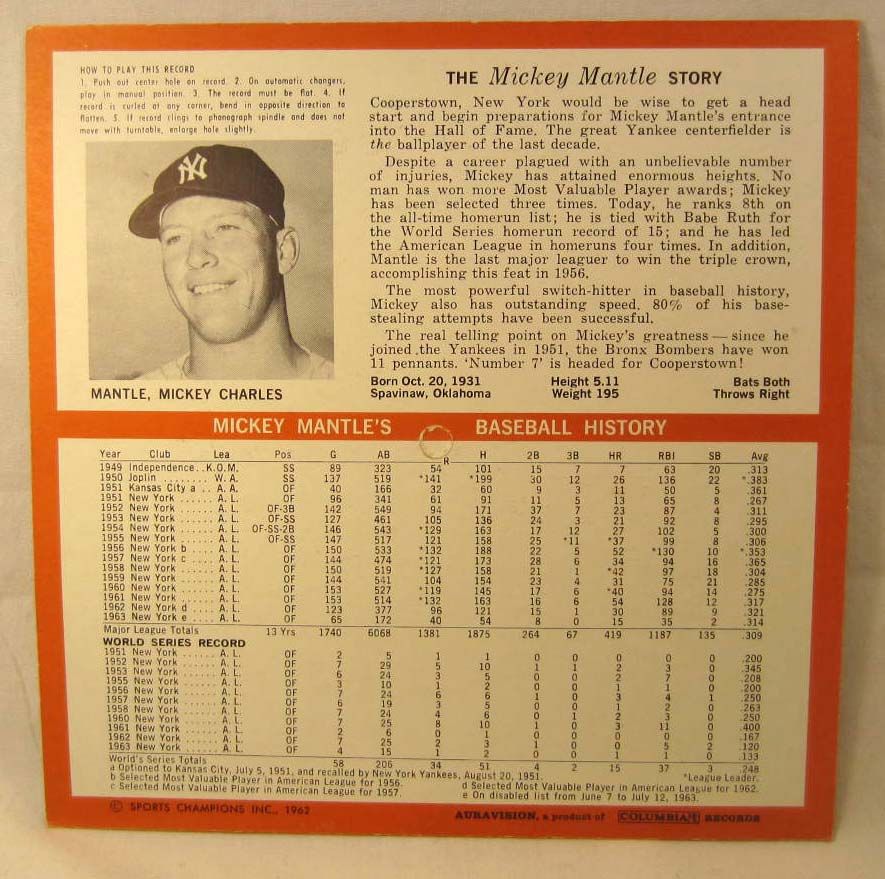 HOW TO PLAY THIS RECORD
1. Push out center hole on record. 2. On automatic changers,
play in manual position. 3. The record must be flat. 4. If
record is curled at any corner, bend in opposite direction to
flatten. 5. If record clings to phonograph spindle and does not
move with turntable, enlarge hole slightly.
NY
MANTLE, MICKEY CHARLES
THE Mickey Mantle STORY
Cooperstown, New York would be wise to get a head
start and begin preparations for Mickey Mantle's entrance
into the Hall of Fame. The great Yankee centerfielder is
the ballplayer of the last decade.
Despite a career plagued with an unbelievable number
of injuries, Mickey has attained enormous heights. No
man has won more Most Valuable Player awards; Mickey
has been selected three times. Today, he ranks 8th on
the all-time homerun list; he is tied with Babe Ruth for
the World Series homerun record of 15; and he has led
the American League in homeruns four times. In addition,
Mantle is the last major leaguer to win the triple crown,
accomplishing this feat in 1956.
The most powerful switch-hitter in baseball history,
Mickey also has outstanding speed. 80% of his base-
stealing attempts have been successful.
The real telling point on Mickey's greatness — since he
joined the Yankees in 1951, the Bronx Bombers have won
11 pennants. 'Number 7' is headed for Cooperstown!
Born Oct. 20, 1931 Height 5.11 Bats Both
Spavinaw, Oklahoma Weight 195 Throws Right
MICKEY MANTLE'S BASEBALL HISTORY
Year Club Lea Pos G AB R H 2B 3B HR RBI SB Avg
1949 Independence..K.O.M. SS 89 323 54 101 15 7 7 63 20 .313
1950 Joplin ....... W. A. SS 137 519 *141 *199 30 12 26 136 22 *.383
1951 Kansas City a .. A. A. OF 40 166 32 60 9 3 11 50 5 .361
1951 New York ...... A. L. OF 96 341 61 91 11 5 13 65 8 .267
1952 New York ...... A. L. OF-3B 142 549 94 171 37 7 23 87 4 .311
1953 New York ...... A. L. OF-SS 127 461 105 136 24 3 21 92 8 .295
1954 New York ...... A. L. OF-SS-2B 146 543 *129 163 17 12 27 102 5 .300
1955 New York ...... A. L. OF-SS 147 517 121 158 25 *11 *37 99 8 .306
1956 New York b .... A. L. OF 150 533 *132 188 22 5 52 *130 10 *.353
1957 New York c .... A. L. OF 144 474 *121 173 28 6 34 94 16 .365
1958 New York ...... A. L. OF 150 519 *127 158 21 1 *42 97 18 .304
1959 New York ...... A. L. OF 144 541 104 154 23 4 31 75 21 .285
1960 New York ...... A. L. OF 153 527 *119 145 17 6 *40 94 14 .275
1961 New York ...... A. L. OF 153 514 *132 163 16 6 54 128 12 .317
1962 New York d .... A. L. OF 123 377 96 121 15 1 30 89 9 .321
1963 New York e .... A. L. OF 65 172 40 54 8 0 15 35 2 .314
Major League Totals 13 Yrs 1740 6068 1381 1875 264 67 419 1187 135 .309
WORLD SERIES RECORD
1951 New York ...... A. L. OF 2 5 1 1 0 0 0 0 0 .200
1952 New York ...... A. L. OF 7 29 5 10 1 1 2 3 0 .345
1953 New York ...... A. L. OF 6 24 3 5 0 0 2 7 0 .208
1955 New York ...... A. L. OF 3 10 1 2 0 0 1 1 0 .200
1956 New York ...... A. L. OF 7 24 6 6 1 0 3 4 1 .250
1957 New York ...... A. L. OF 6 19 3 5 0 0 1 2 0 .263
1958 New York ...... A. L. OF 7 24 4 6 0 1 2 3 0 .250
1960 New York ...... A. L. OF 7 25 8 10 1 0 3 11 0 .400
1961 New York ...... A. L. OF 2 6 0 1 0 0 0 0 0 .167
1962 New York ...... A. L. OF 7 25 2 3 1 0 0 0 2 .120
1963 New York ...... A. L. OF 4 15 1 2 0 0 1 1 0 .133
World's Series Totals 58 206 34 51 4 2 15 37 3 .248
a Optioned to Kansas City, July 5, 1951, and recalled by New York Yankees, August 20, 1951. *League Leader.
b Selected Most Valuable Player in American League for 1956. d Selected Most Valuable Player in American League for 1962.
c Selected Most Valuable Player in American League for 1957. e On disabled list from June 7 to July 12, 1963.
© SPORTS CHAMPIONS INC., 1962 AURAVISION, a product of COLUMBIA RECORDS